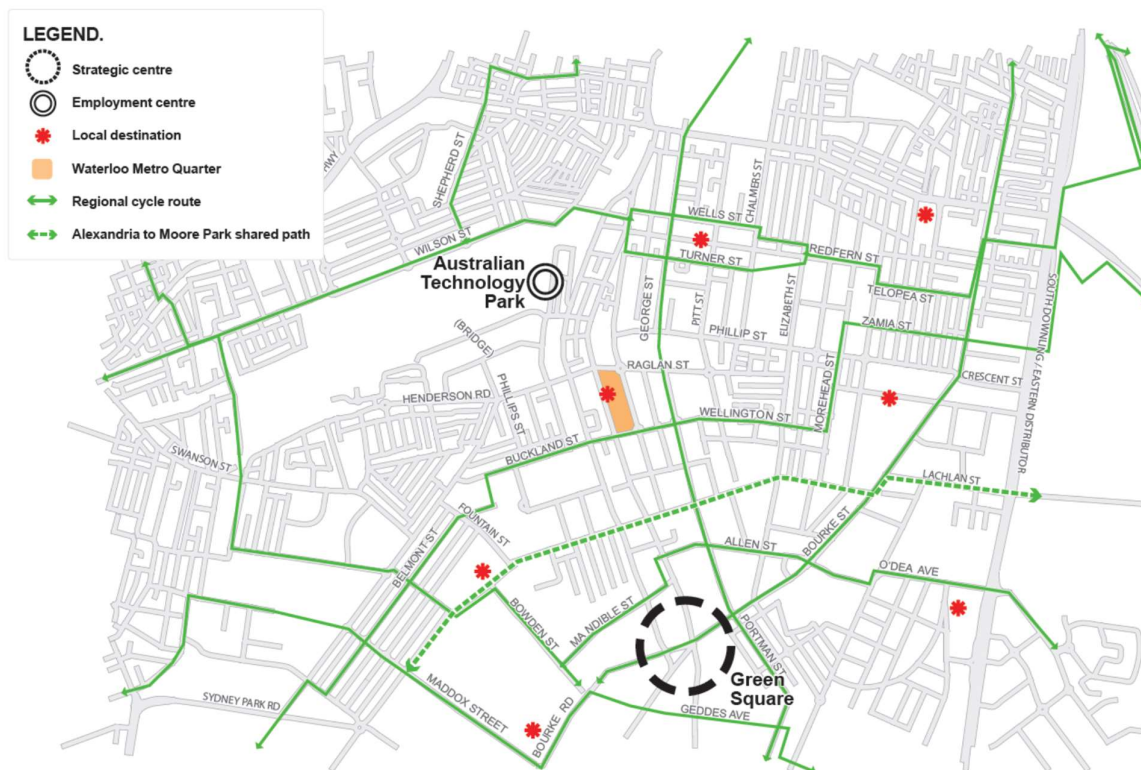 LEGEND.
Strategic centre
Employment centre
Local destination
Waterloo Metro Quarter
Regional cycle route
Alexandria to Moore Park shared path
HWY
SHEPHERD ST
WILSON ST
WELLS ST
CHALMERS ST
TURNER ST
REDFERN ST
TELOPEA ST
Australian
Technology
Park
GEORGE ST
PITT ST
ELIZABETH ST
PHILLIP ST
ZAMIA ST
SOUTH DOWLING / EASTERN DISTRIBUTOR
(BRIDGE)
RAGLAN ST
CRESCENT ST
HENDERSON RD
PHILLIPS ST
WELLINGTON ST
MOREHEAD ST
BUCKLAND ST
SWANSON ST
LACHLAN ST
FOUNTAIN ST
BOURKE ST
ALLEN ST
BELMONT ST
O'DEA AVE
BOWDEN ST
MANDIBLE ST
PORTMAN ST
Green
Square
MADDOX STREET
BOURKE RD
GEDDES AVE
SYDNEY PARK RD